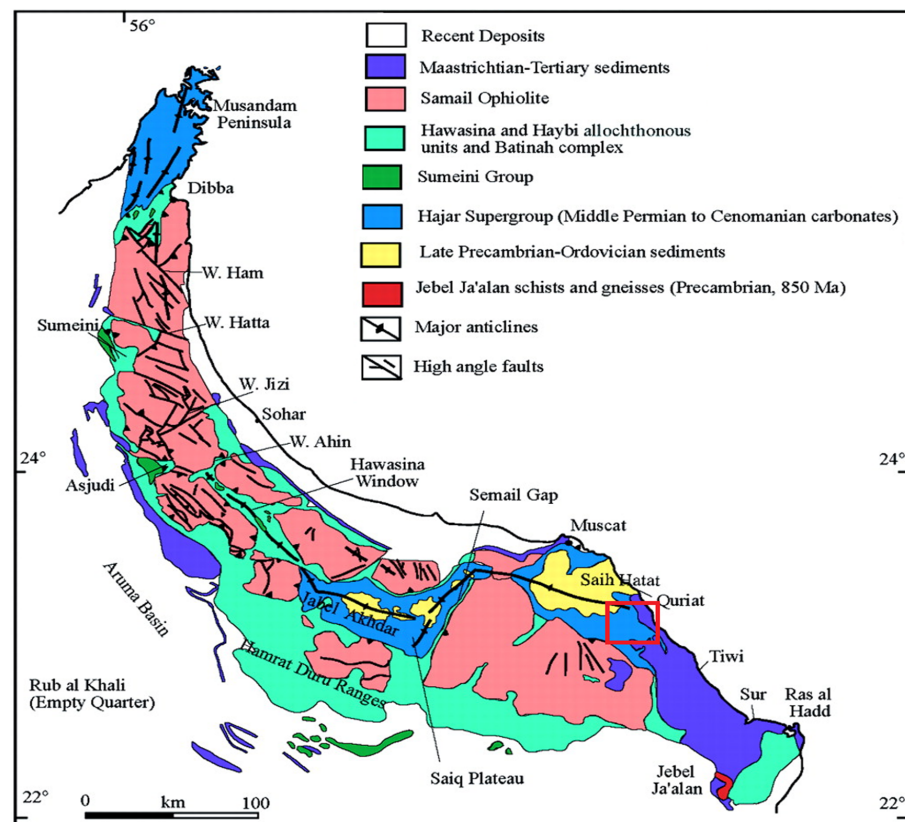 56°
Recent Deposits
Maastrichtian-Tertiary sediments
Samail Ophiolite
Hawasina and Haybi allochthonous
units and Batinah complex
Sumeini Group
Hajar Supergroup (Middle Permian to Cenomanian carbonates)
Late Precambrian-Ordovician sediments
Jebel Ja'alan schists and gneisses (Precambrian, 850 Ma)
Major anticlines
High angle faults
Musandam
Peninsula
Dibba
W. Ham
Sumeini
W. Hatta
W. Jizi
Sohar
W. Ahin
24°
24°
Asjudi
Hawasina
Window
Semail Gap
Muscat
Saih Hatat
Quriat
Aruma Basin
Jabel Akhdar
Hamrat Duru Ranges
Tiwi
Rub al Khali
(Empty Quarter)
Sur
Ras al
Hadd
Saiq Plateau
Jebel
Ja'alan
22°
22°
0 km 100